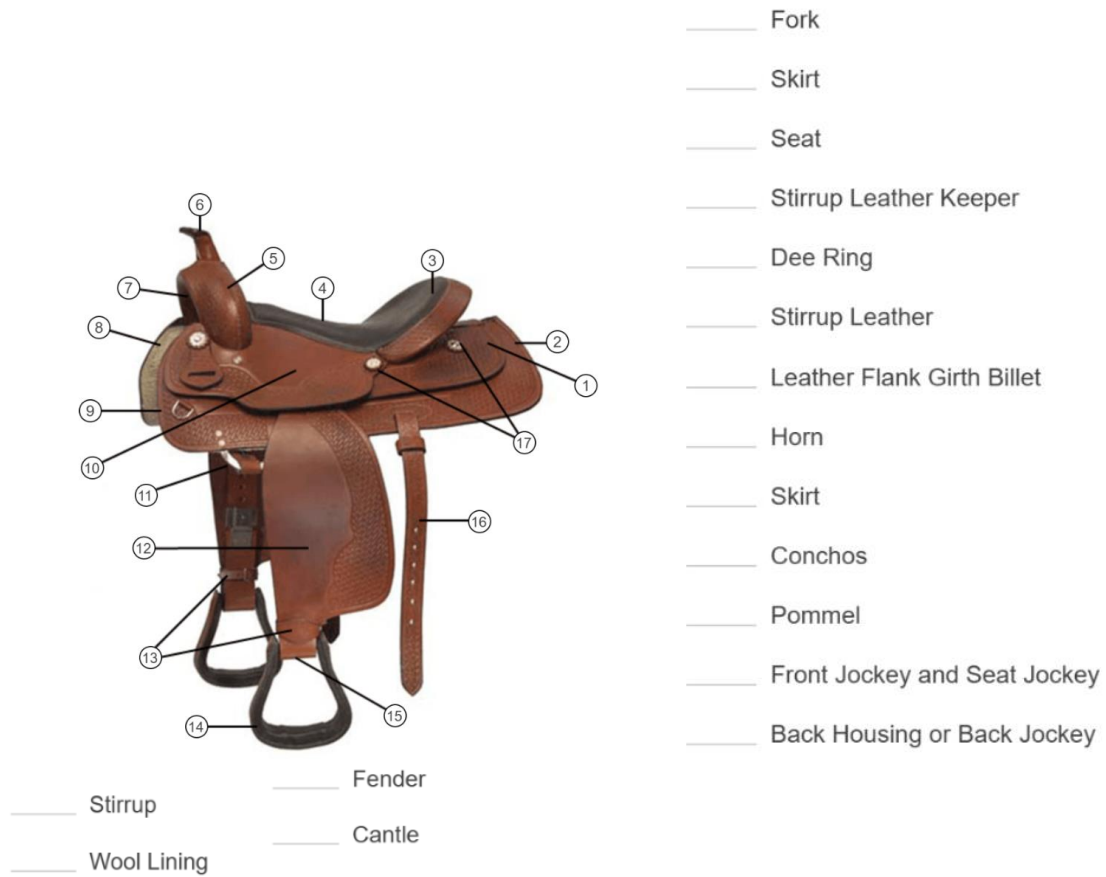 Fork
Skirt
Seat
Stirrup Leather Keeper
Dee Ring
Stirrup Leather
Leather Flank Girth Billet
Horn
Skirt
Conchos
Pommel
Front Jockey and Seat Jockey
Back Housing or Back Jockey
6
5
3
7
4
8
2
1
9
17
10
11
16
12
13
15
14
Fender
Stirrup
Cantle
Wool Lining